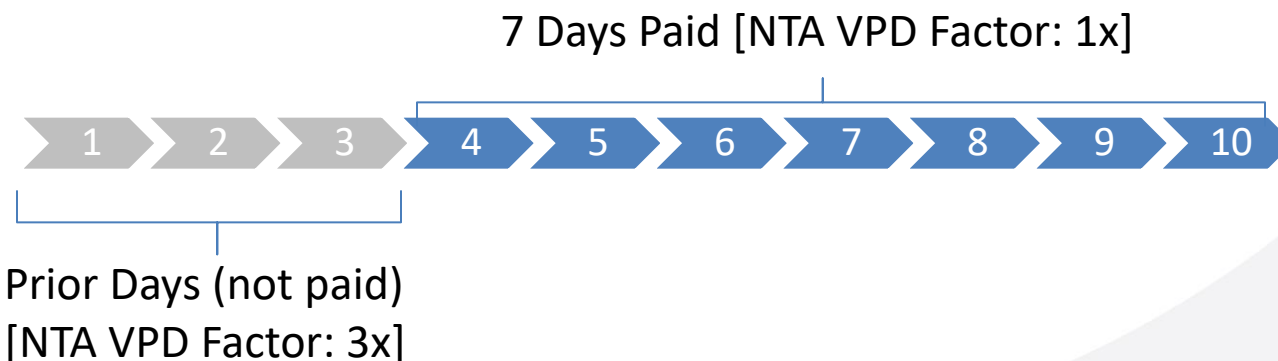 7 Days Paid [NTA VPD Factor: 1x]
1 2 3 4 5 6 7 8 9 10
Prior Days (not paid)
[NTA VPD Factor: 3x]